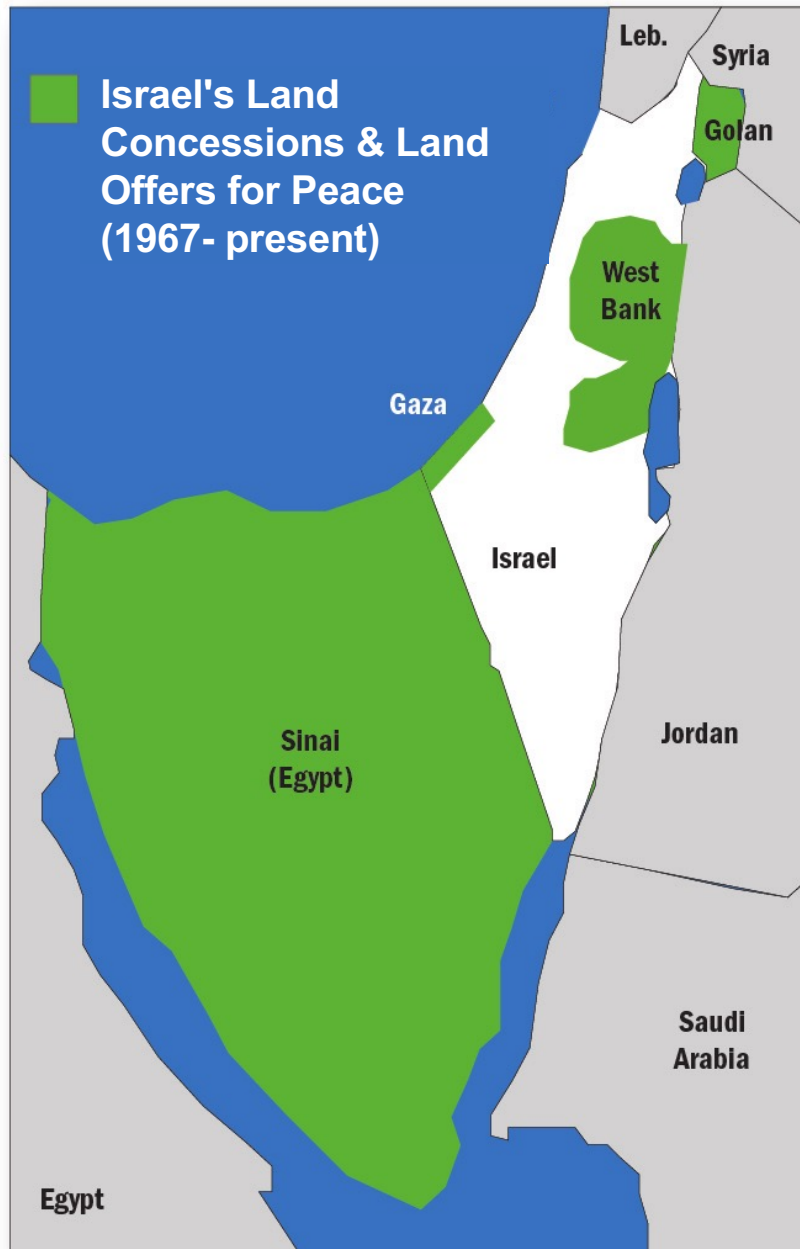 Israel's Land
Concessions & Land
Offers for Peace
(1967- present)
Leb.
Syria
Golan
West
Bank
Gaza
Israel
Sinai
(Egypt)
Jordan
Saudi
Arabia
Egypt